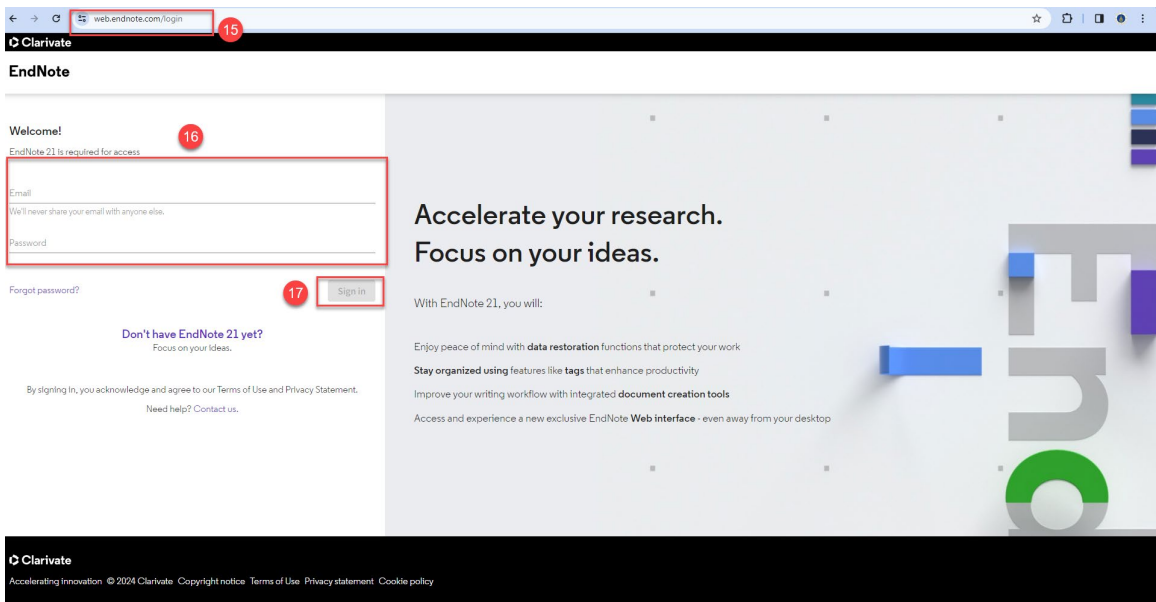 web.endnote.com/login
15
Clarivate
EndNote
Welcome!
16
EndNote 21 is required for access
Email
We'll never share your email with anyone else.
Password
Forgot password?
17
Sign in
Don't have EndNote 21 yet?
Focus on your ideas.
By signing in, you acknowledge and agree to our Terms of Use and Privacy Statement.
Need help? Contact us.
Accelerate your research.
Focus on your ideas.
With EndNote 21, you will:
Enjoy peace of mind with data restoration functions that protect your work
Stay organized using features like tags that enhance productivity
Improve your writing workflow with integrated document creation tools
Access and experience a new exclusive EndNote Web interface - even away from your desktop
Endo
Clarivate
Accelerating innovation © 2024 Clarivate Copyright notice Terms of Use Privacy statement Cookie policy